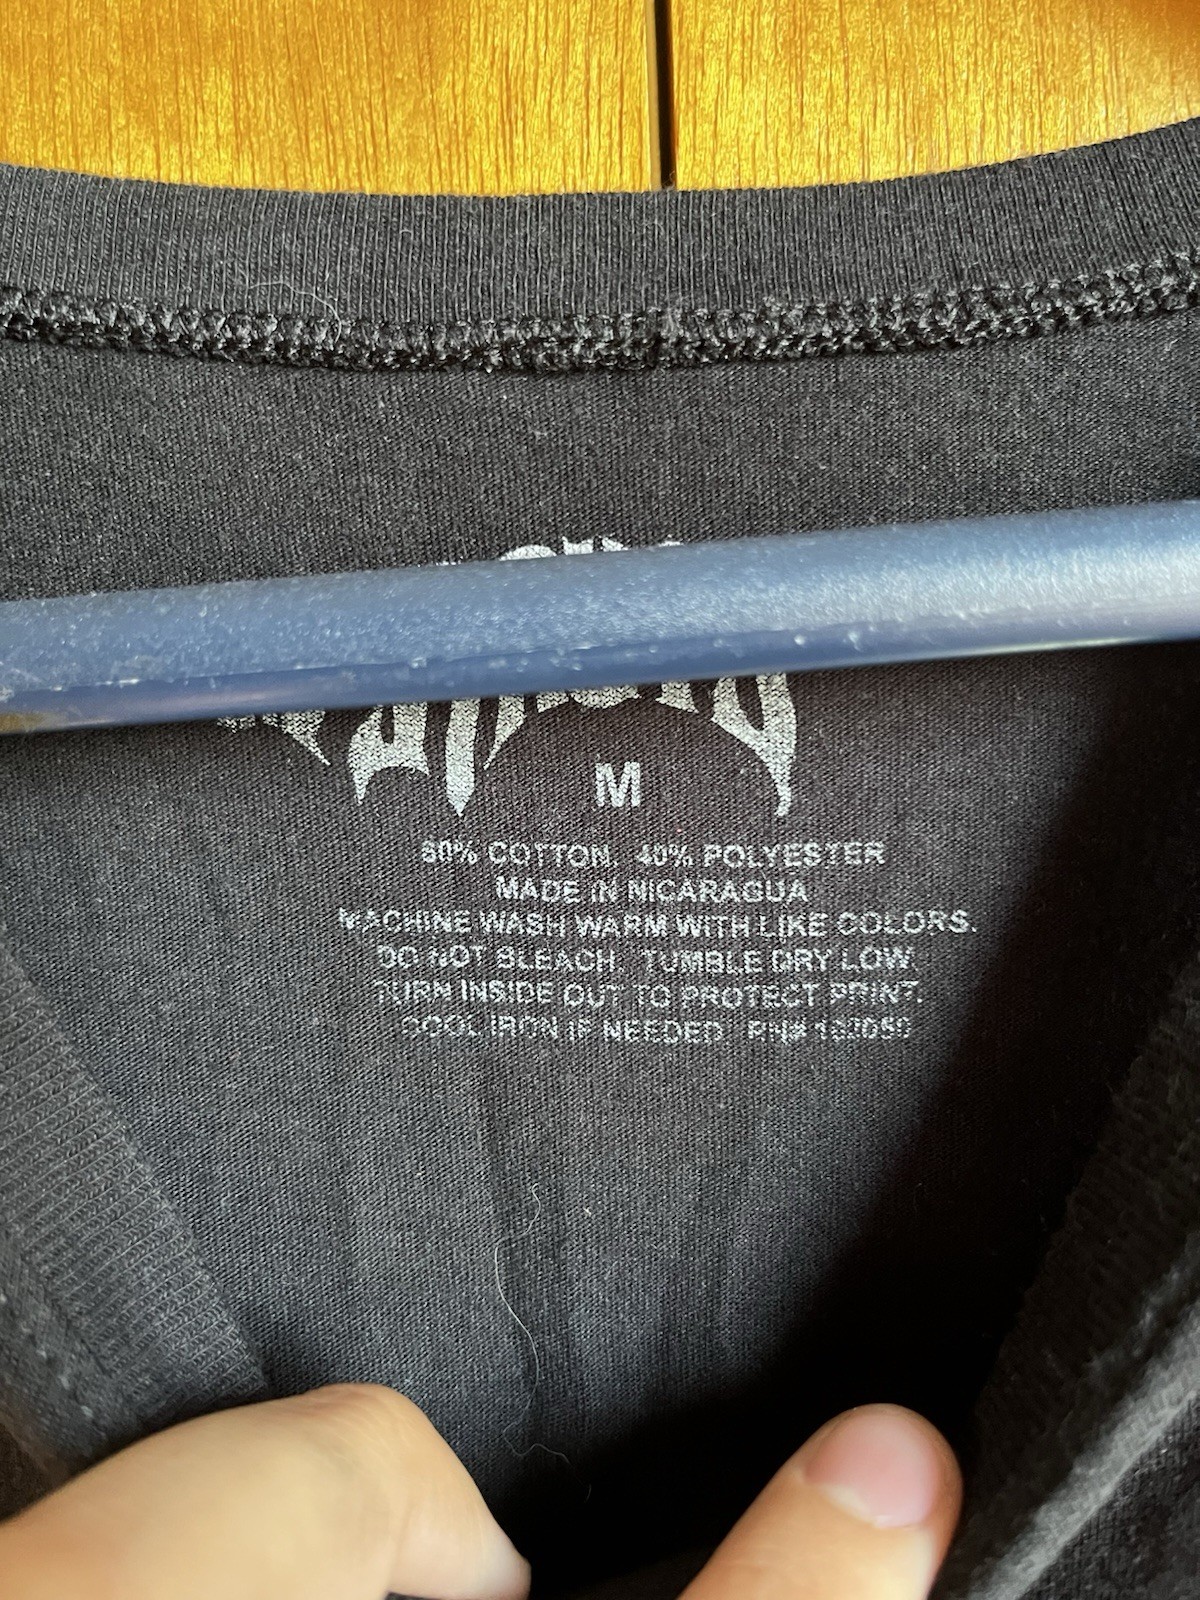 M
60% COTTON. 40% POLYESTER
MADE IN NICARAGUA
MACHINE WASH WARM WITH LIKE COLORS.
DO NOT BLEACH. TUMBLE DRY LOW.
TURN INSIDE OUT TO PROTECT PRINT.
COOL IRON IF NEEDED RN#